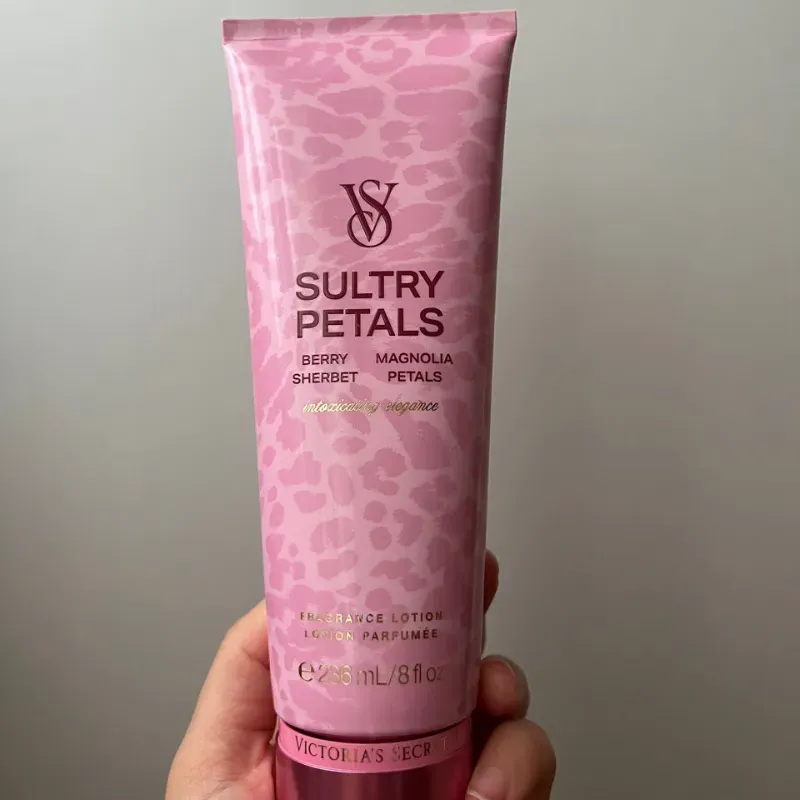 VS
SULTRY
PETALS
BERRY MAGNOLIA
SHERBET PETALS
intoxicating elegance
FRAGRANCE LOTION
LOTION PARFUMÉE
℮ 236 mL/8 fl oz
VICTORIA'S SECRET